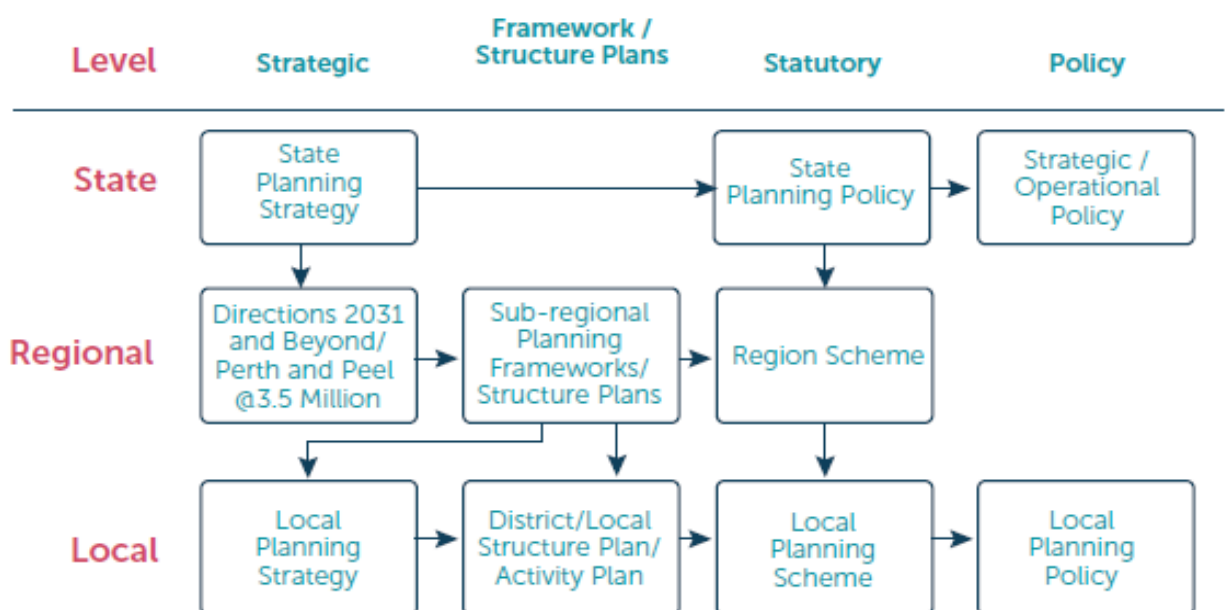 Level
Strategic
Framework /
Structure Plans
Statutory
Policy
State
State
Planning
Strategy
State
Planning Policy
Strategic /
Operational
Policy
Regional
Directions 2031
and Beyond/
Perth and Peel
@3.5 Million
Sub-regional
Planning
Frameworks/
Structure Plans
Region Scheme
Local
Local
Planning
Strategy
District/Local
Structure Plan/
Activity Plan
Local
Planning
Scheme
Local
Planning
Policy